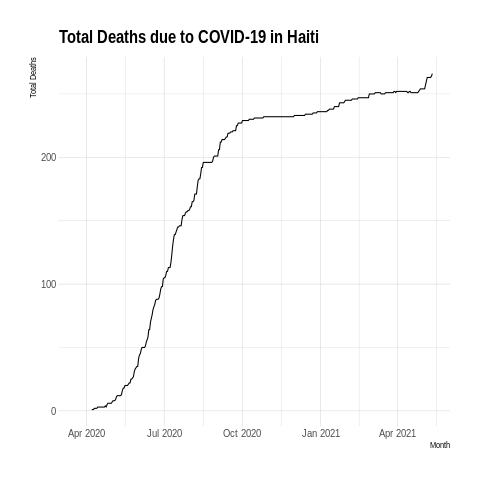 Total Deaths due to COVID-19 in Haiti
Total Deaths
200
100
0
Apr 2020 Jul 2020 Oct 2020 Jan 2021 Apr 2021
Month